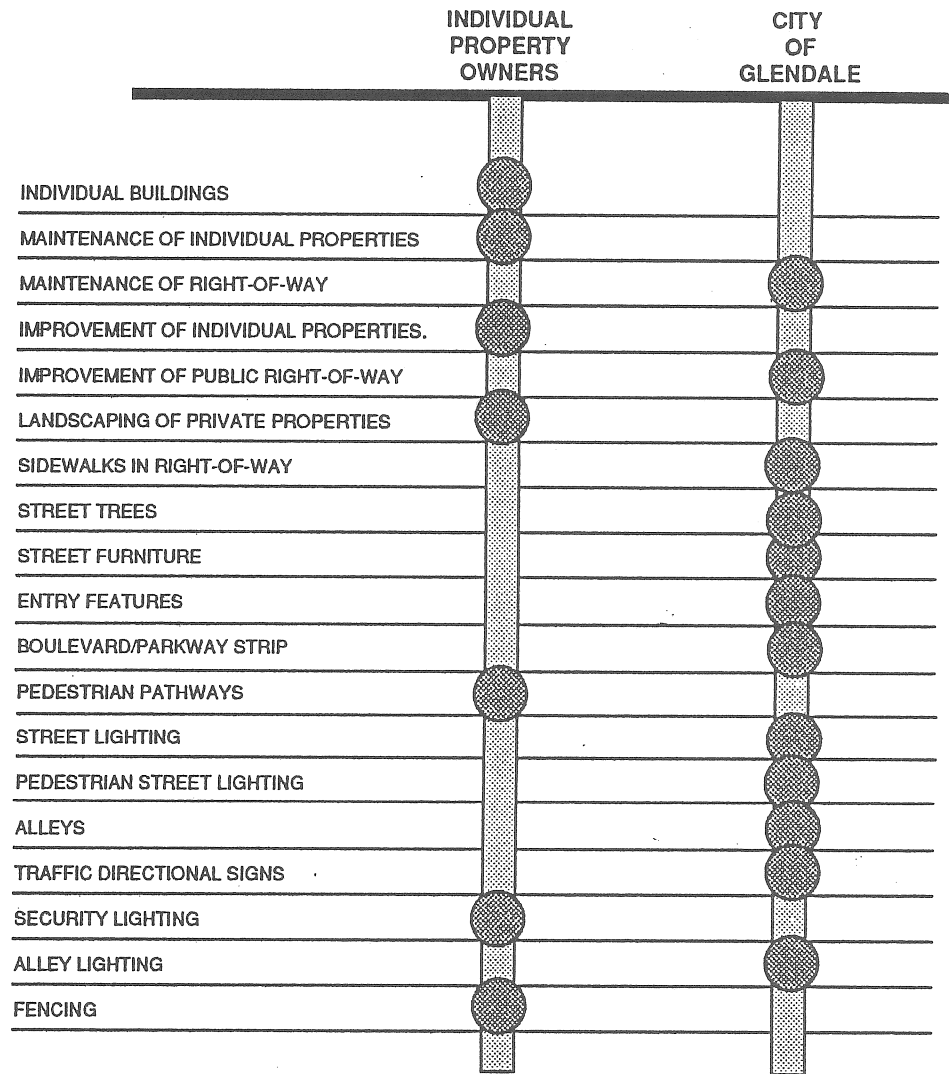 INDIVIDUAL
PROPERTY
OWNERS
CITY
OF
GLENDALE
INDIVIDUAL BUILDINGS
MAINTENANCE OF INDIVIDUAL PROPERTIES
MAINTENANCE OF RIGHT-OF-WAY
IMPROVEMENT OF INDIVIDUAL PROPERTIES.
IMPROVEMENT OF PUBLIC RIGHT-OF-WAY
LANDSCAPING OF PRIVATE PROPERTIES
SIDEWALKS IN RIGHT-OF-WAY
STREET TREES
STREET FURNITURE
ENTRY FEATURES
BOULEVARD/PARKWAY STRIP
PEDESTRIAN PATHWAYS
STREET LIGHTING
PEDESTRIAN STREET LIGHTING
ALLEYS
TRAFFIC DIRECTIONAL SIGNS
SECURITY LIGHTING
ALLEY LIGHTING
FENCING